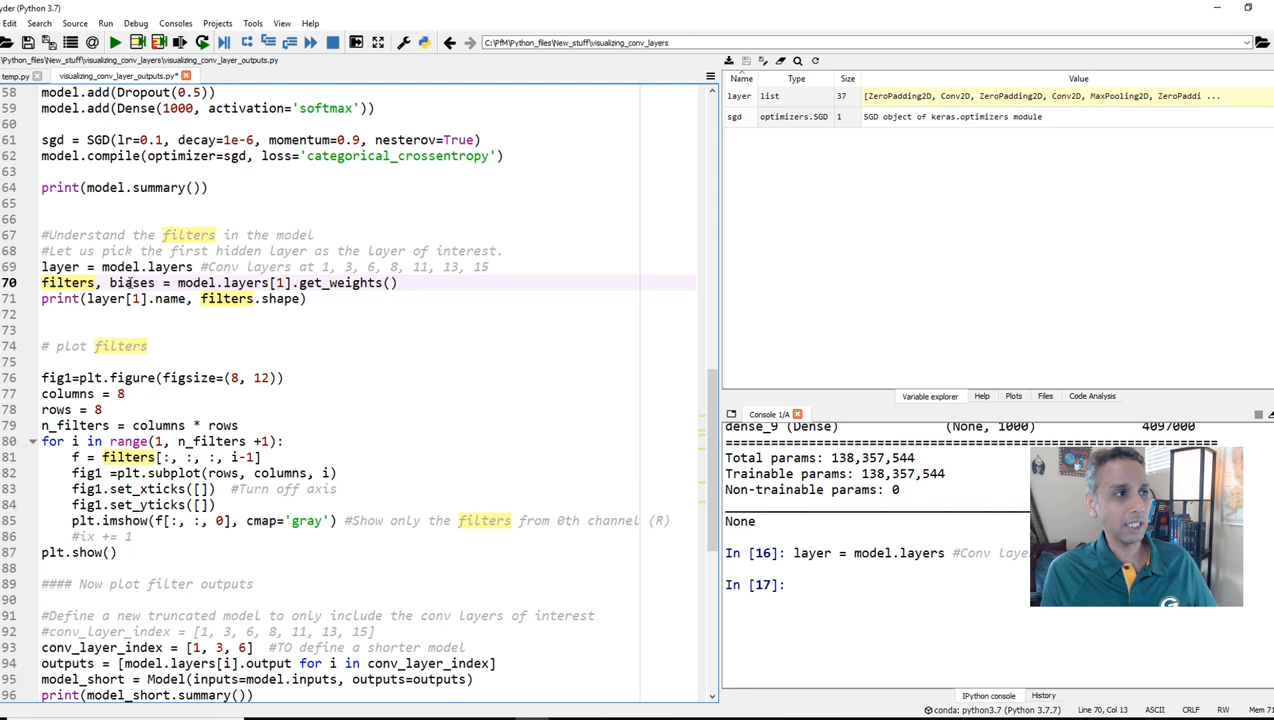 yder (Python 3.7)
Edit Search Source Run Debug Consoles Projects Tools View Help
C:\PfM\Python_files\New_stuff\visualizing_conv_layers
\Python_files\New_stuff\visualizing_conv_layers\visualizing_conv_layer_outputs.py
temp.py visualizing_conv_layer_outputs.py*
58 model.add(Dropout(0.5))
59 model.add(Dense(1000, activation='softmax'))
60
61 sgd = SGD(lr=0.1, decay=1e-6, momentum=0.9, nesterov=True)
62 model.compile(optimizer=sgd, loss='categorical_crossentropy')
63
64 print(model.summary())
65
66
67 #Understand the filters in the model
68 #Let us pick the first hidden layer as the layer of interest.
69 layer = model.layers #Conv layers at 1, 3, 6, 8, 11, 13, 15
70 filters, biases = model.layers[1].get_weights()
71 print(layer[1].name, filters.shape)
72
73
74 # plot filters
75
76 fig1=plt.figure(figsize=(8, 12))
77 columns = 8
78 rows = 8
79 n_filters = columns * rows
80 for i in range(1, n_filters +1):
81 f = filters[:, :, :, i-1]
82 fig1 =plt.subplot(rows, columns, i)
83 fig1.set_xticks([]) #Turn off axis
84 fig1.set_yticks([])
85 plt.imshow(f[:, :, 0], cmap='gray') #Show only the filters from 0th channel (R)
86 #ix += 1
87 plt.show()
88
89 #### Now plot filter outputs
90
91 #Define a new truncated model to only include the conv layers of interest
92 #conv_layer_index = [1, 3, 6, 8, 11, 13, 15]
93 conv_layer_index = [1, 3, 6] #TO define a shorter model
94 outputs = [model.layers[i].output for i in conv_layer_index]
95 model_short = Model(inputs=model.inputs, outputs=outputs)
96 print(model_short.summary())
Name Type Size Value
layer list 37 [ZeroPadding2D, Conv2D, ZeroPadding2D, Conv2D, MaxPooling2D, ZeroPaddi ...
sgd optimizers.SGD 1 SGD object of keras.optimizers module
Variable explorer Help Plots Files Code Analysis
Console 1/A
dense_9 (Dense) (None, 1000) 4097000
Total params: 138,357,544
Trainable params: 138,357,544
Non-trainable params: 0
None
In [16]: layer = model.layers #Conv laye
In [17]:
IPython console History
conda: python3.7 (Python 3.7.7) Line 70, Col 13 ASCII CRLF RW Mem 71